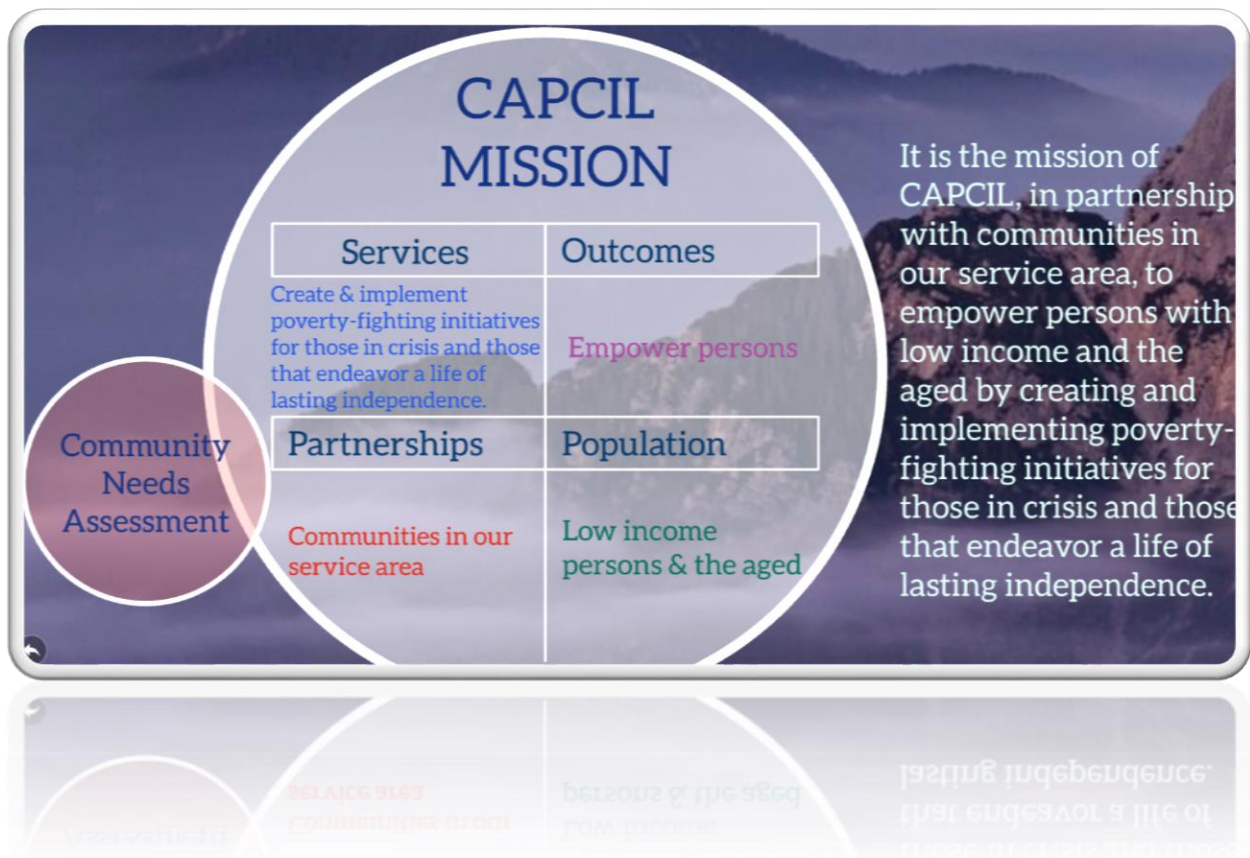 CAPCIL
MISSION
Services
Outcomes
Create & implement
poverty-fighting initiatives
for those in crisis and those
that endeavor a life of
lasting independence.
Empower persons
Partnerships
Population
Communities in our
service area
Low income
persons & the aged
Community
Needs
Assessment
It is the mission of
CAPCIL, in partnership
with communities in
our service area, to
empower persons with
low income and the
aged by creating and
implementing poverty-
fighting initiatives for
those in crisis and those
that endeavor a life of
lasting independence.